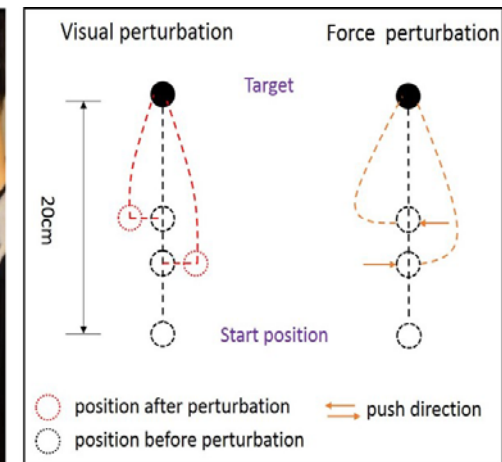 Visual perturbation
Force perturbation
Target
20cm
Start position
position after perturbation
push direction
position before perturbation